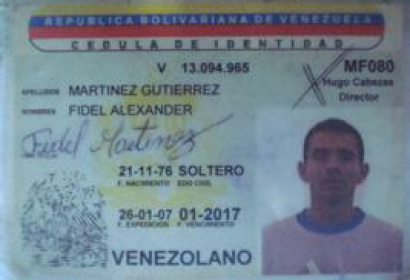 REPUBLICA BOLIVARIANA DE VENEZUELA
CEDULA DE IDENTIDAD
V 13.094.965
MF080
Hugo Cabezas
Director
APELLIDOS MARTINEZ GUTIERREZ
NOMBRES FIDEL ALEXANDER
Fidel Martinez
21-11-76 SOLTERO
F. NACIMIENTO EDO CIVIL
26-01-07 01-2017
F. EXPEDICION F. VENCIMIENTO
VENEZOLANO